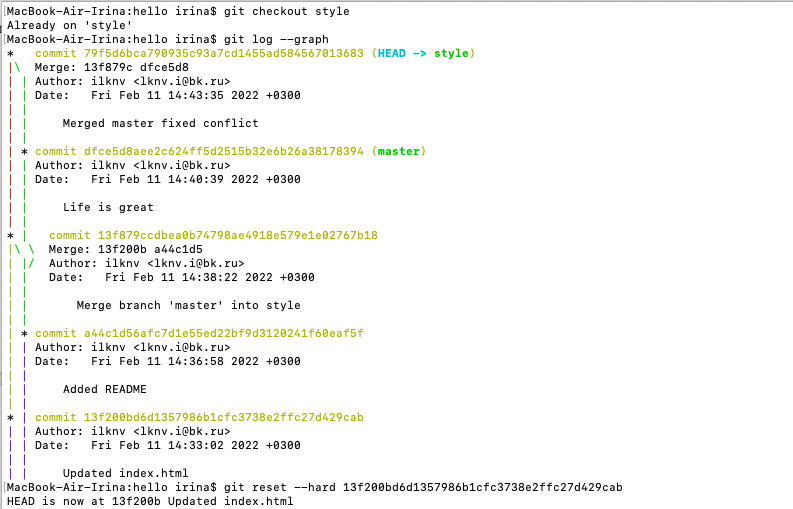 MacBook-Air-Irina:hello irina$ git checkout style
Already on 'style'
MacBook-Air-Irina:hello irina$ git log --graph
*   commit 79f5d6bca790935c93a7cd1455ad584567013683 (HEAD -> style)
|\  Merge: 13f879c dfce5d8
| | Author: ilknv <lknv.i@bk.ru>
| | Date:   Fri Feb 11 14:43:35 2022 +0300
| |
| |     Merged master fixed conflict
| |
| * commit dfce5d8aee2c624ff5d2515b32e6b26a38178394 (master)
| | Author: ilknv <lknv.i@bk.ru>
| | Date:   Fri Feb 11 14:40:39 2022 +0300
| |
| |     Life is great
| |
* |   commit 13f879ccdbea0b74798ae4918e579e1e02767b18
|\ \  Merge: 13f200b a44c1d5
| |/  Author: ilknv <lknv.i@bk.ru>
| |   Date:   Fri Feb 11 14:38:22 2022 +0300
| |
| |       Merge branch 'master' into style
| |
| * commit a44c1d56afc7d1e55ed22bf9d3120241f60eaf5f
| | Author: ilknv <lknv.i@bk.ru>
| | Date:   Fri Feb 11 14:36:58 2022 +0300
| |
| |     Added README
| |
* | commit 13f200bd6d1357986b1cfc3738e2ffc27d429cab
| | Author: ilknv <lknv.i@bk.ru>
| | Date:   Fri Feb 11 14:33:02 2022 +0300
| |
| |     Updated index.html
MacBook-Air-Irina:hello irina$ git reset --hard 13f200bd6d1357986b1cfc3738e2ffc27d429cab
HEAD is now at 13f200b Updated index.html